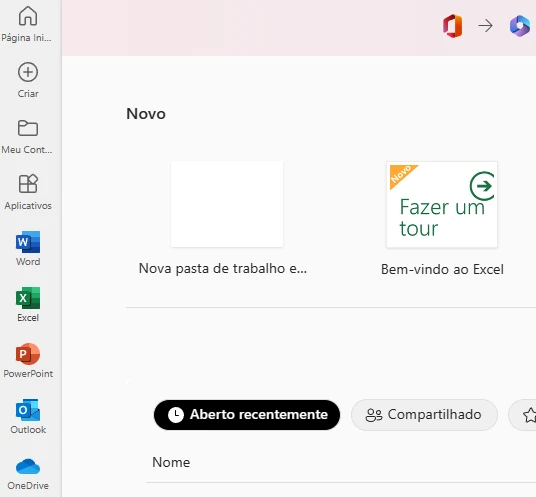 Página Ini...
Criar
Meu Cont...
Aplicativos
Word
Excel
PowerPoint
Outlook
OneDrive
Novo
Nova pasta de trabalho e...
Novo
Fazer um
tour
Bem-vindo ao Excel
Aberto recentemente
Compartilhado
Nome